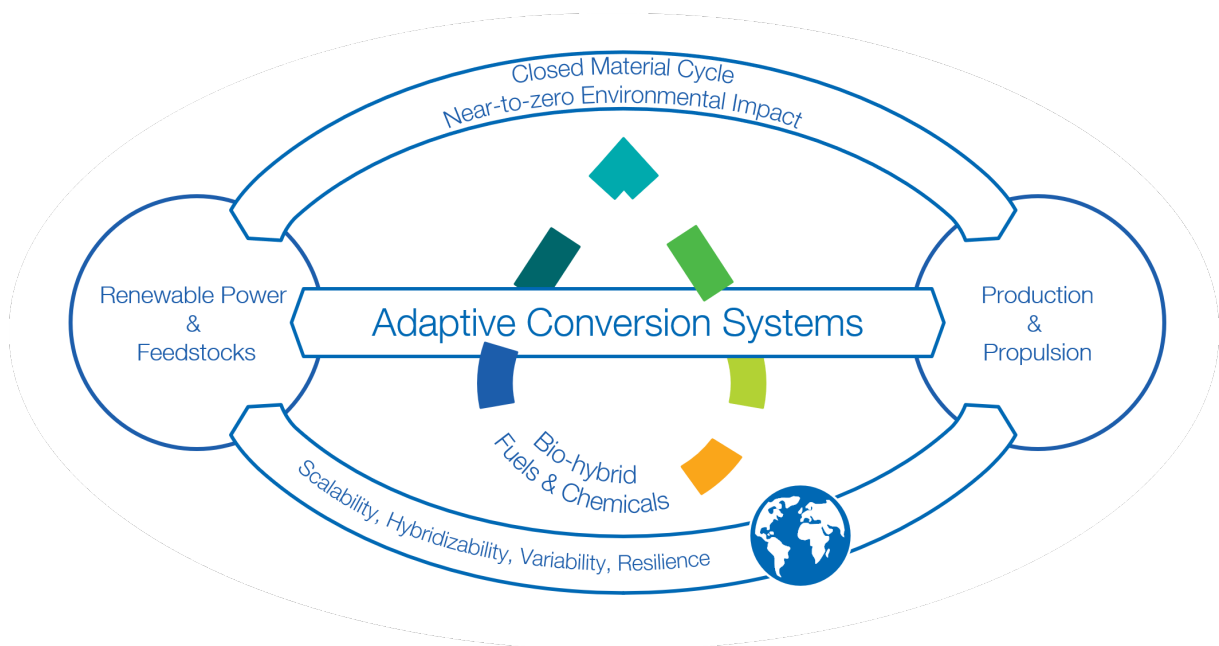 Closed Material Cycle
Near-to-zero Environmental Impact
Renewable Power
&
Feedstocks
Adaptive Conversion Systems
Production
&
Propulsion
Bio-hybrid
Fuels & Chemicals
Scalability, Hybridizability, Variability, Resilience